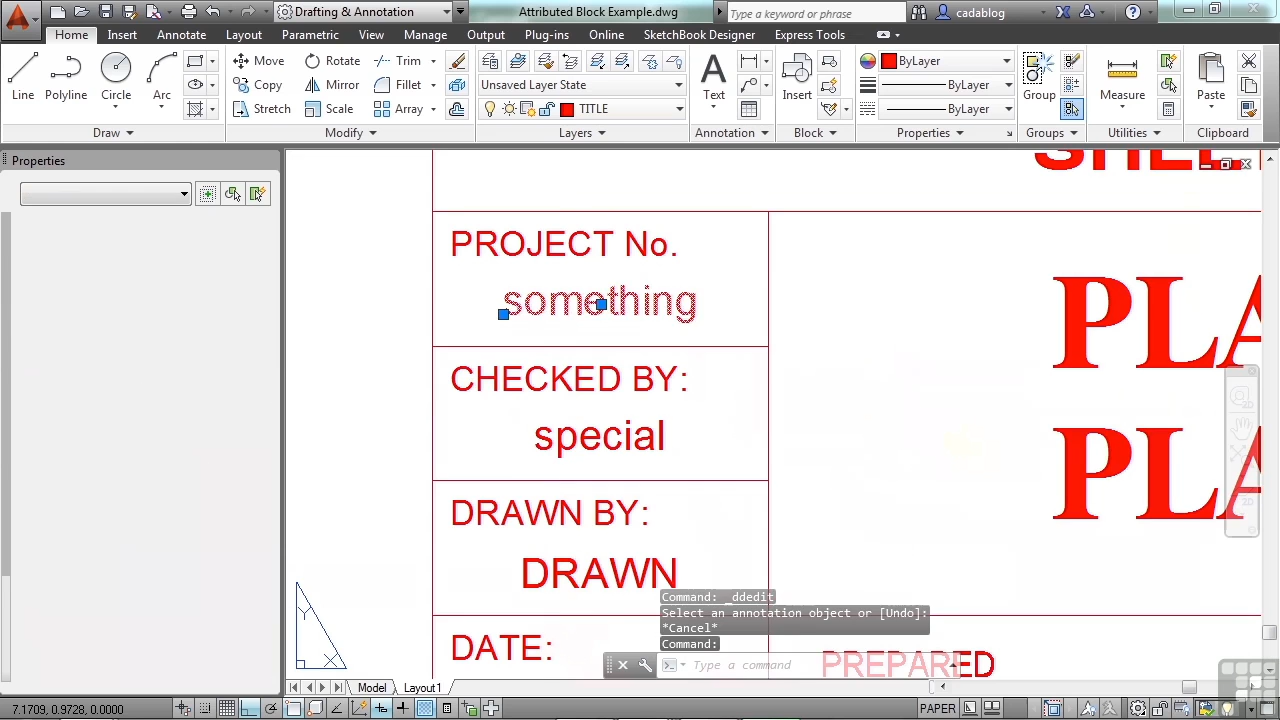 Drafting & Annotation
Attributed Block Example.dwg
Type a keyword or phrase
cadablog
Home Insert Annotate Layout Parametric View Manage Output Plug-ins Online SketchBook Designer Express Tools
Line
Polyline
Circle
Arc
Move
Rotate
Trim
Copy
Mirror
Fillet
Stretch
Scale
Array
Unsaved Layer State
TITLE
Text
Insert
ByLayer
ByLayer
ByLayer
Group
Measure
Paste
Draw
Modify
Layers
Annotation
Block
Properties
Groups
Utilities
Clipboard
Properties
PROJECT No.
something
CHECKED BY:
special
DRAWN BY:
DRAWN
DATE:
PLA
PLA
PREPARED
Command: _ddedit
Select an annotation object or [Undo]:
*Cancel*
Command:
Type a command
Y
X
Model
Layout1
7.1709, 0.9728, 0.0000
PAPER